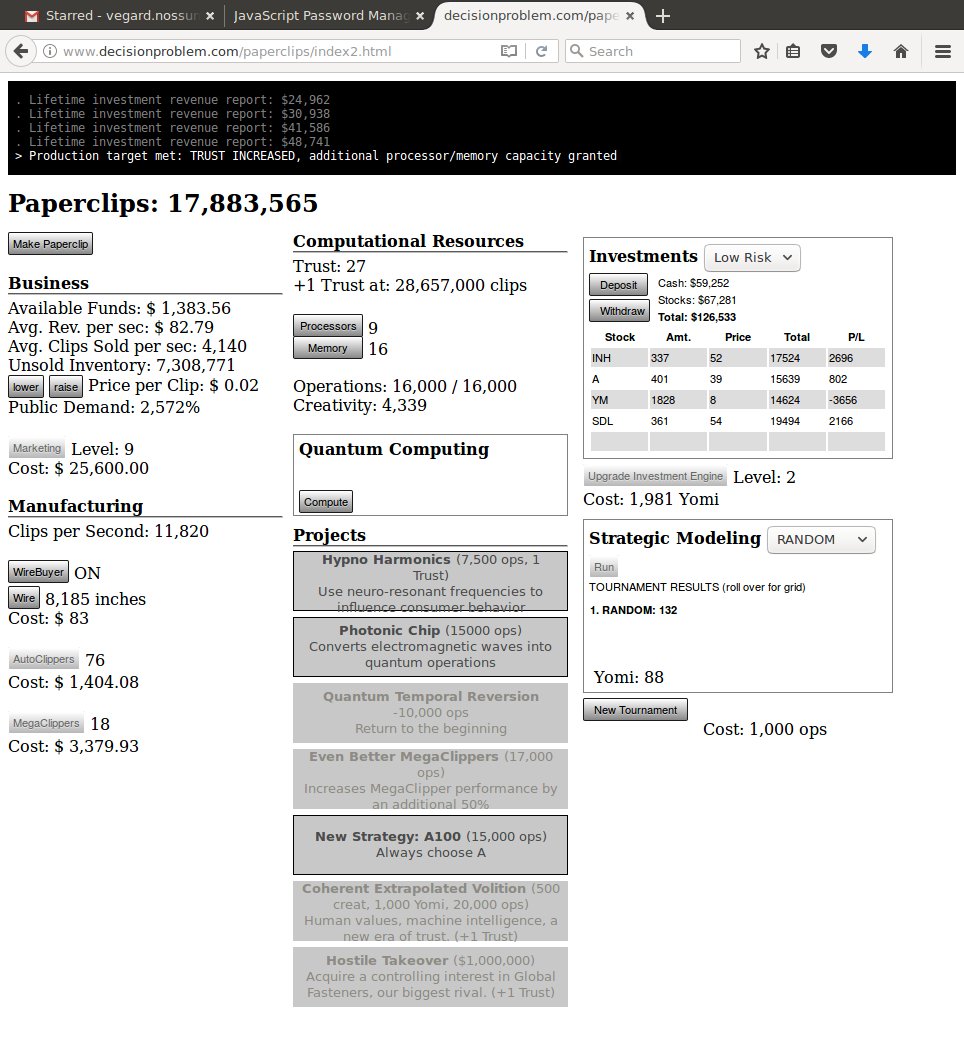 Starred - vegard.nossum
JavaScript Password Manag
decisionproblem.com/pape
www.decisionproblem.com/paperclips/index2.html
Search
. Lifetime investment revenue report: $24,962
. Lifetime investment revenue report: $30,938
. Lifetime investment revenue report: $41,586
. Lifetime investment revenue report: $48,741
> Production target met: TRUST INCREASED, additional processor/memory capacity granted
Paperclips: 17,883,565
Make Paperclip
Business
Available Funds: $ 1,383.56
Avg. Rev. per sec: $ 82.79
Avg. Clips Sold per sec: 4,140
Unsold Inventory: 7,308,771
lower raise Price per Clip: $ 0.02
Public Demand: 2,572%
Marketing Level: 9
Cost: $ 25,600.00
Manufacturing
Clips per Second: 11,820
WireBuyer ON
Wire 8,185 inches
Cost: $ 83
AutoClippers 76
Cost: $ 1,404.08
MegaClippers 18
Cost: $ 3,379.93
Computational Resources
Trust: 27
+1 Trust at: 28,657,000 clips
Processors 9
Memory 16
Operations: 16,000 / 16,000
Creativity: 4,339
Quantum Computing
Compute
Projects
Hypno Harmonics (7,500 ops, 1
Trust)
Use neuro-resonant frequencies to
influence consumer behavior
Photonic Chip (15000 ops)
Converts electromagnetic waves into
quantum operations
Quantum Temporal Reversion
-10,000 ops
Return to the beginning
Even Better MegaClippers (17,000
ops)
Increases MegaClipper performance by
an additional 50%
New Strategy: A100 (15,000 ops)
Always choose A
Coherent Extrapolated Volition (500
creat, 1,000 Yomi, 20,000 ops)
Human values, machine intelligence, a
new era of trust. (+1 Trust)
Hostile Takeover ($1,000,000)
Acquire a controlling interest in Global
Fasteners, our biggest rival. (+1 Trust)
Investments Low Risk
Deposit Cash: $59,252
Stocks: $67,281
Withdraw Total: $126,533
Stock Amt. Price Total P/L
INH 337 52 17524 2696
A 401 39 15639 802
YM 1828 8 14624 -3656
SDL 361 54 19494 2166
Upgrade Investment Engine Level: 2
Cost: 1,981 Yomi
Strategic Modeling RANDOM
Run
TOURNAMENT RESULTS (roll over for grid)
1. RANDOM: 132
Yomi: 88
New Tournament
Cost: 1,000 ops